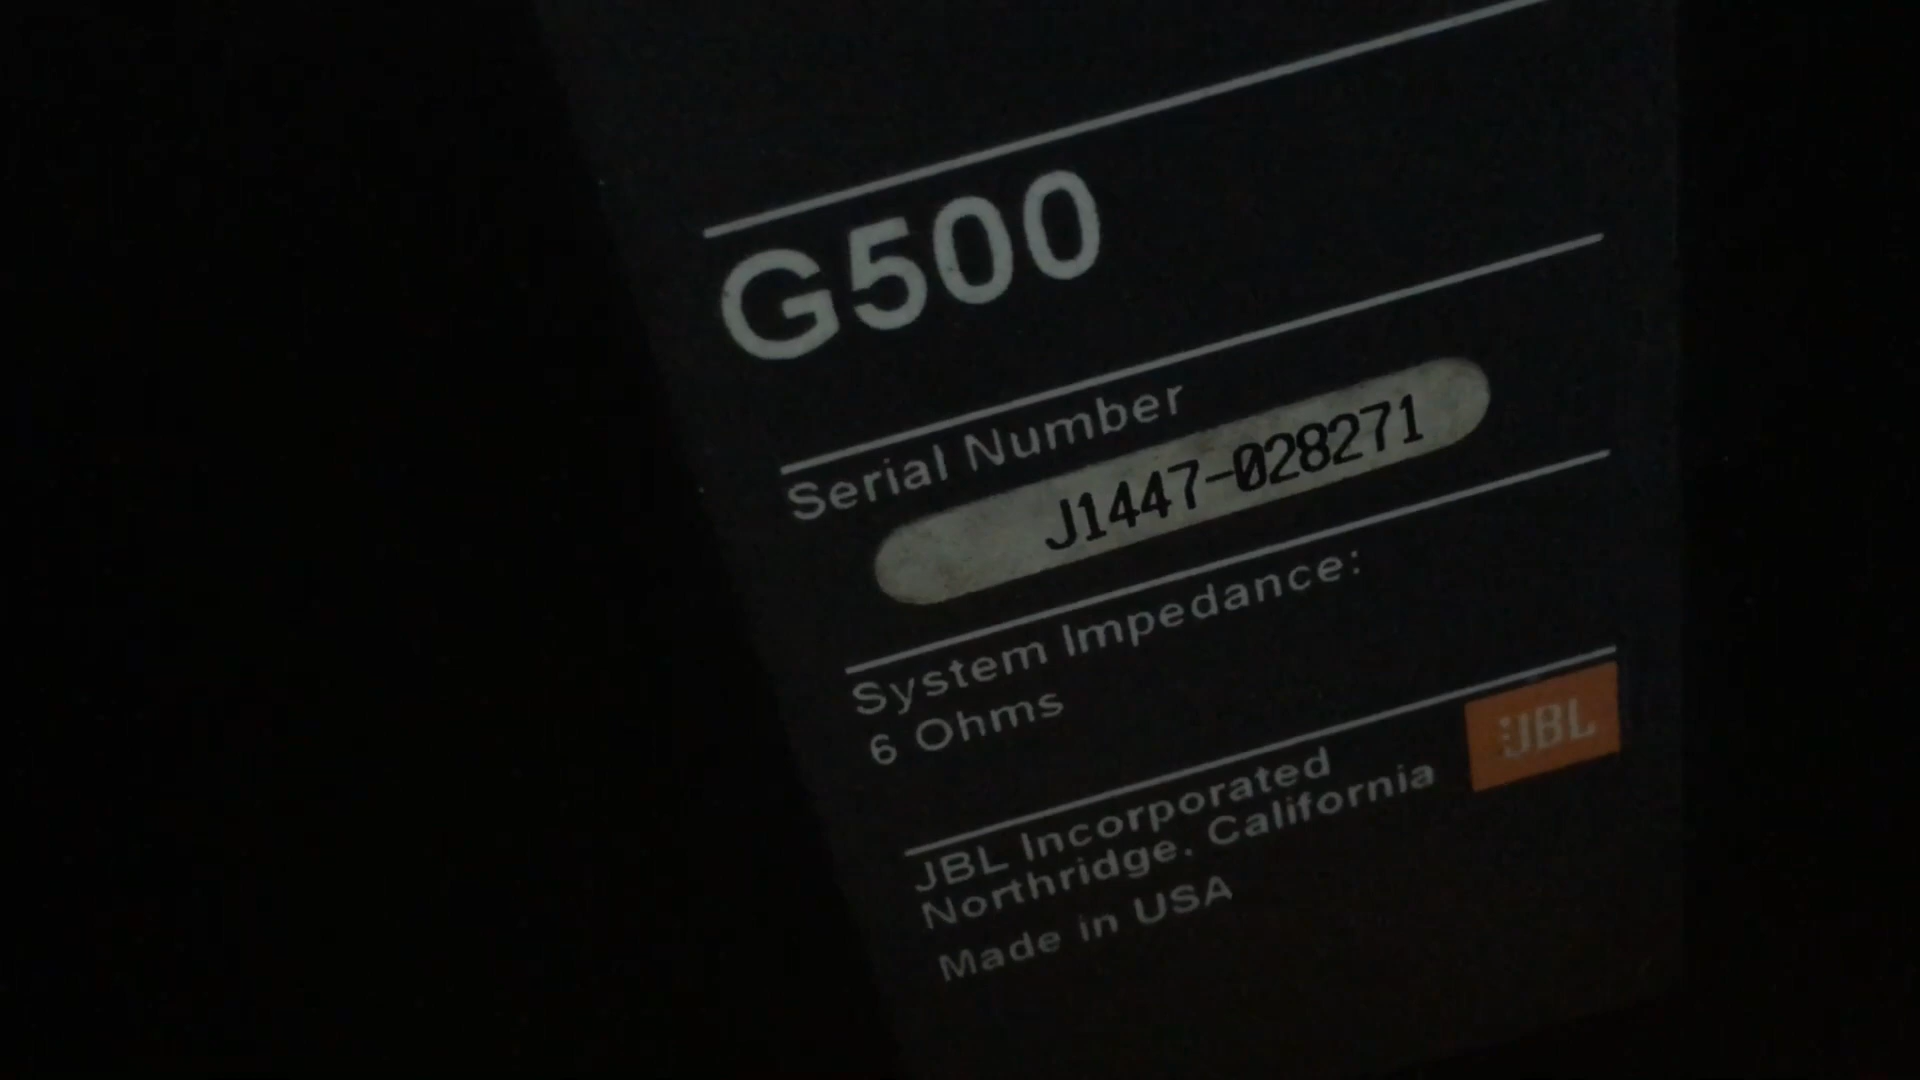 G500
Serial Number
J1447-028271
System Impedance:
6 Ohms
JBL
JBL Incorporated
Northridge. California
Made in USA